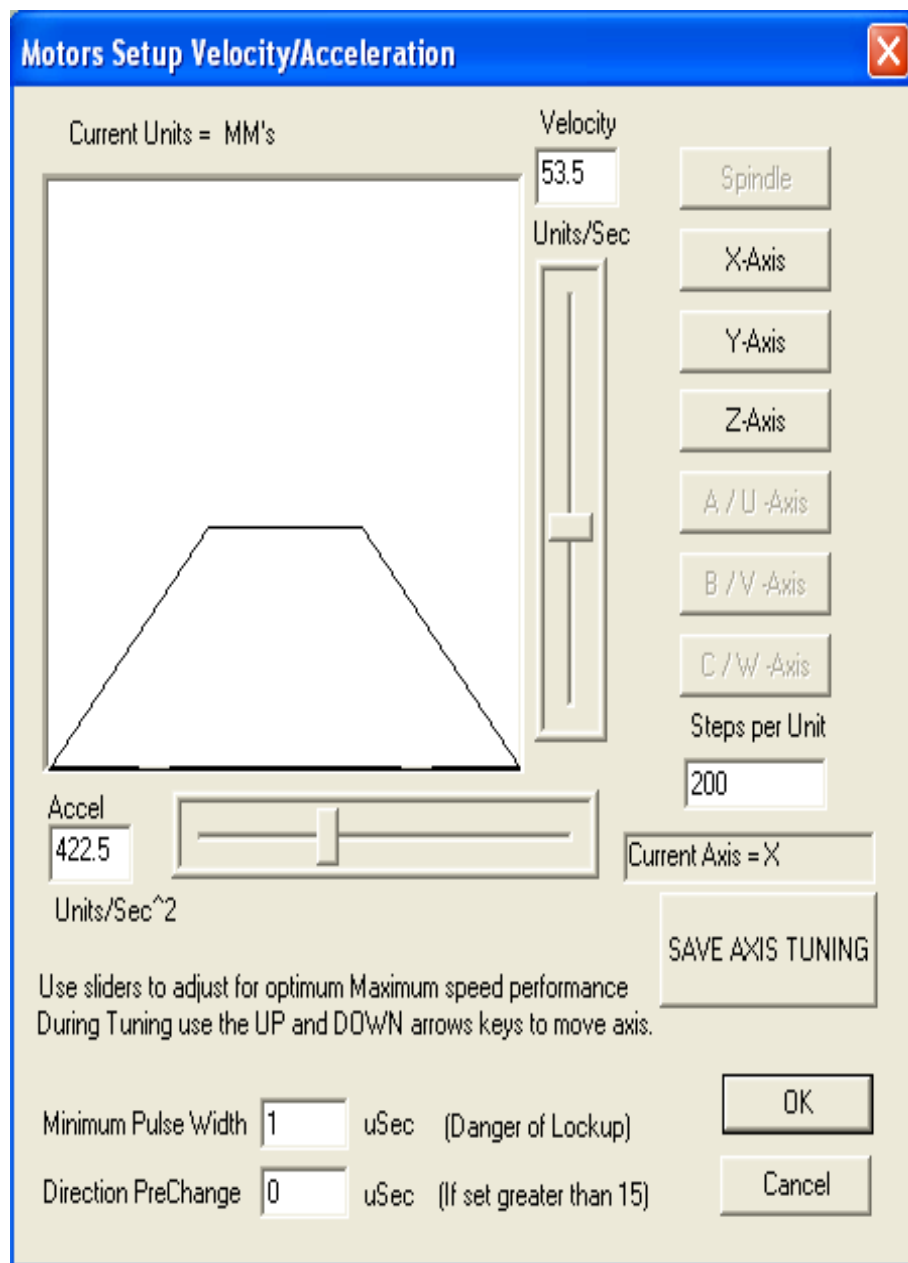 Motors Setup Velocity/Acceleration
Current Units = MM's
Velocity
53.5
Units/Sec
Spindle
X-Axis
Y-Axis
Z-Axis
A / U -Axis
B / V -Axis
C / W -Axis
Steps per Unit
200
Accel
422.5
Units/Sec^2
Current Axis = X
SAVE AXIS TUNING
Use sliders to adjust for optimum Maximum speed performance
During Tuning use the UP and DOWN arrows keys to move axis.
Minimum Pulse Width 1 uSec (Danger of Lockup)
Direction PreChange 0 uSec (If set greater than 15)
OK
Cancel